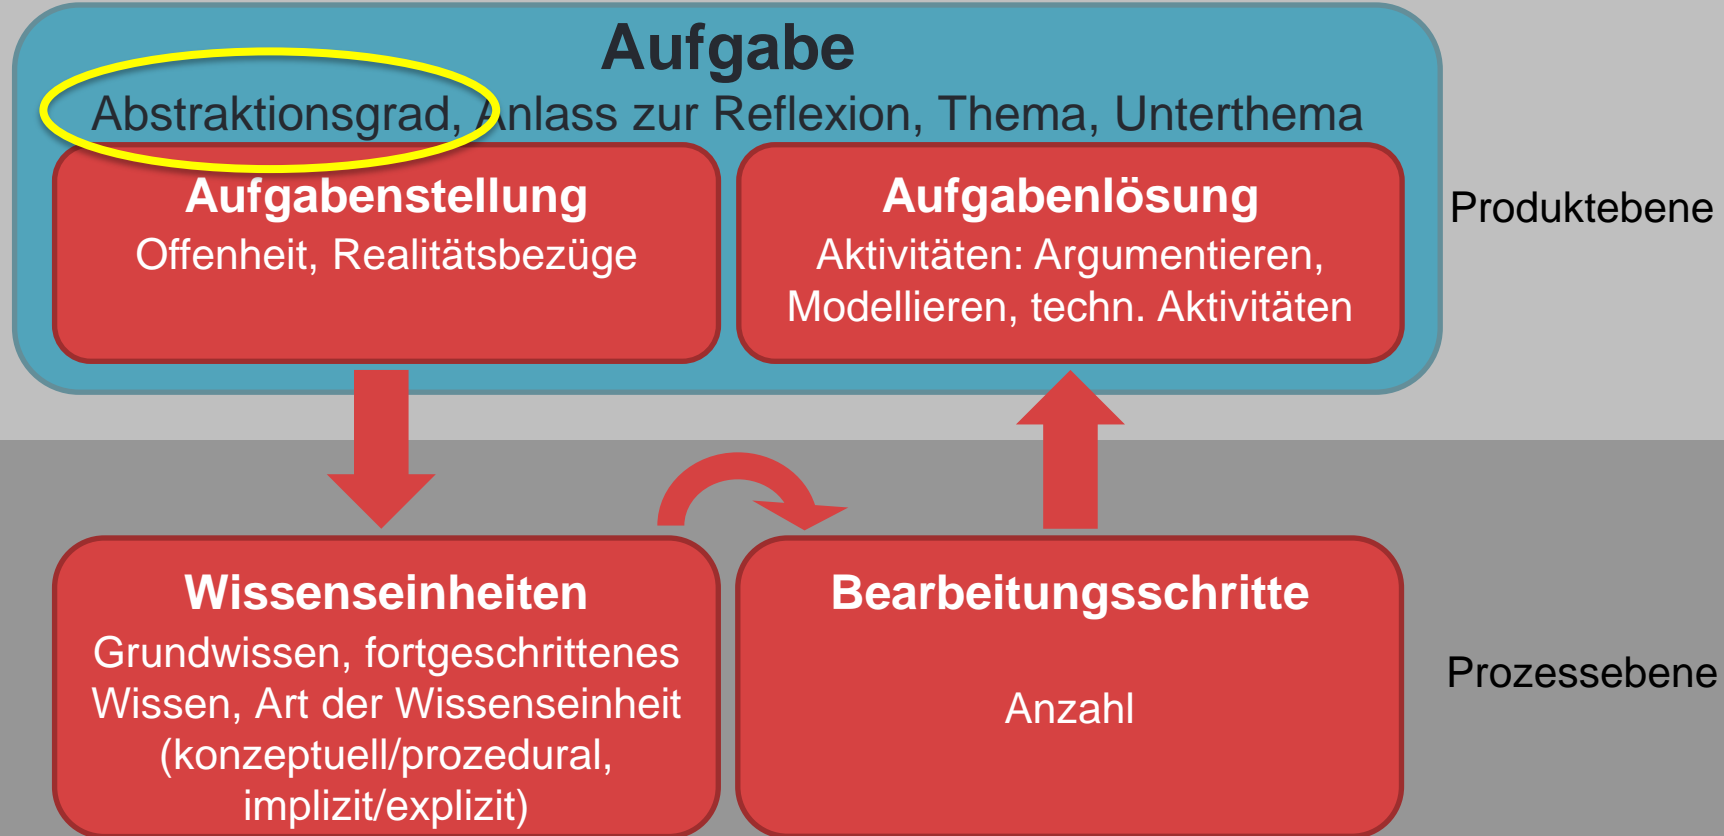 Aufgabe
Abstraktionsgrad, Anlass zur Reflexion, Thema, Unterthema
Aufgabenstellung
Offenheit, Realitätsbezüge
Aufgabenlösung
Aktivitäten: Argumentieren,
Modellieren, techn. Aktivitäten
Produktebene
Wissenseinheiten
Grundwissen, fortgeschrittenes
Wissen, Art der Wissenseinheit
(konzeptuell/prozedural,
implizit/explizit)
Bearbeitungsschritte
Anzahl
Prozessebene